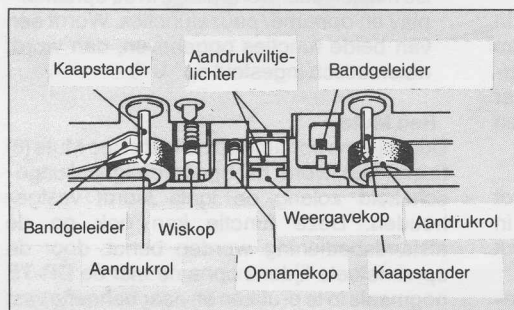 Kaapstander
Aandrukviltje-
lichter
Bandgeleider
Bandgeleider
Wiskop
Weergavekop
Aandrukrol
Aandrukrol
Opnamekop
Kaapstander